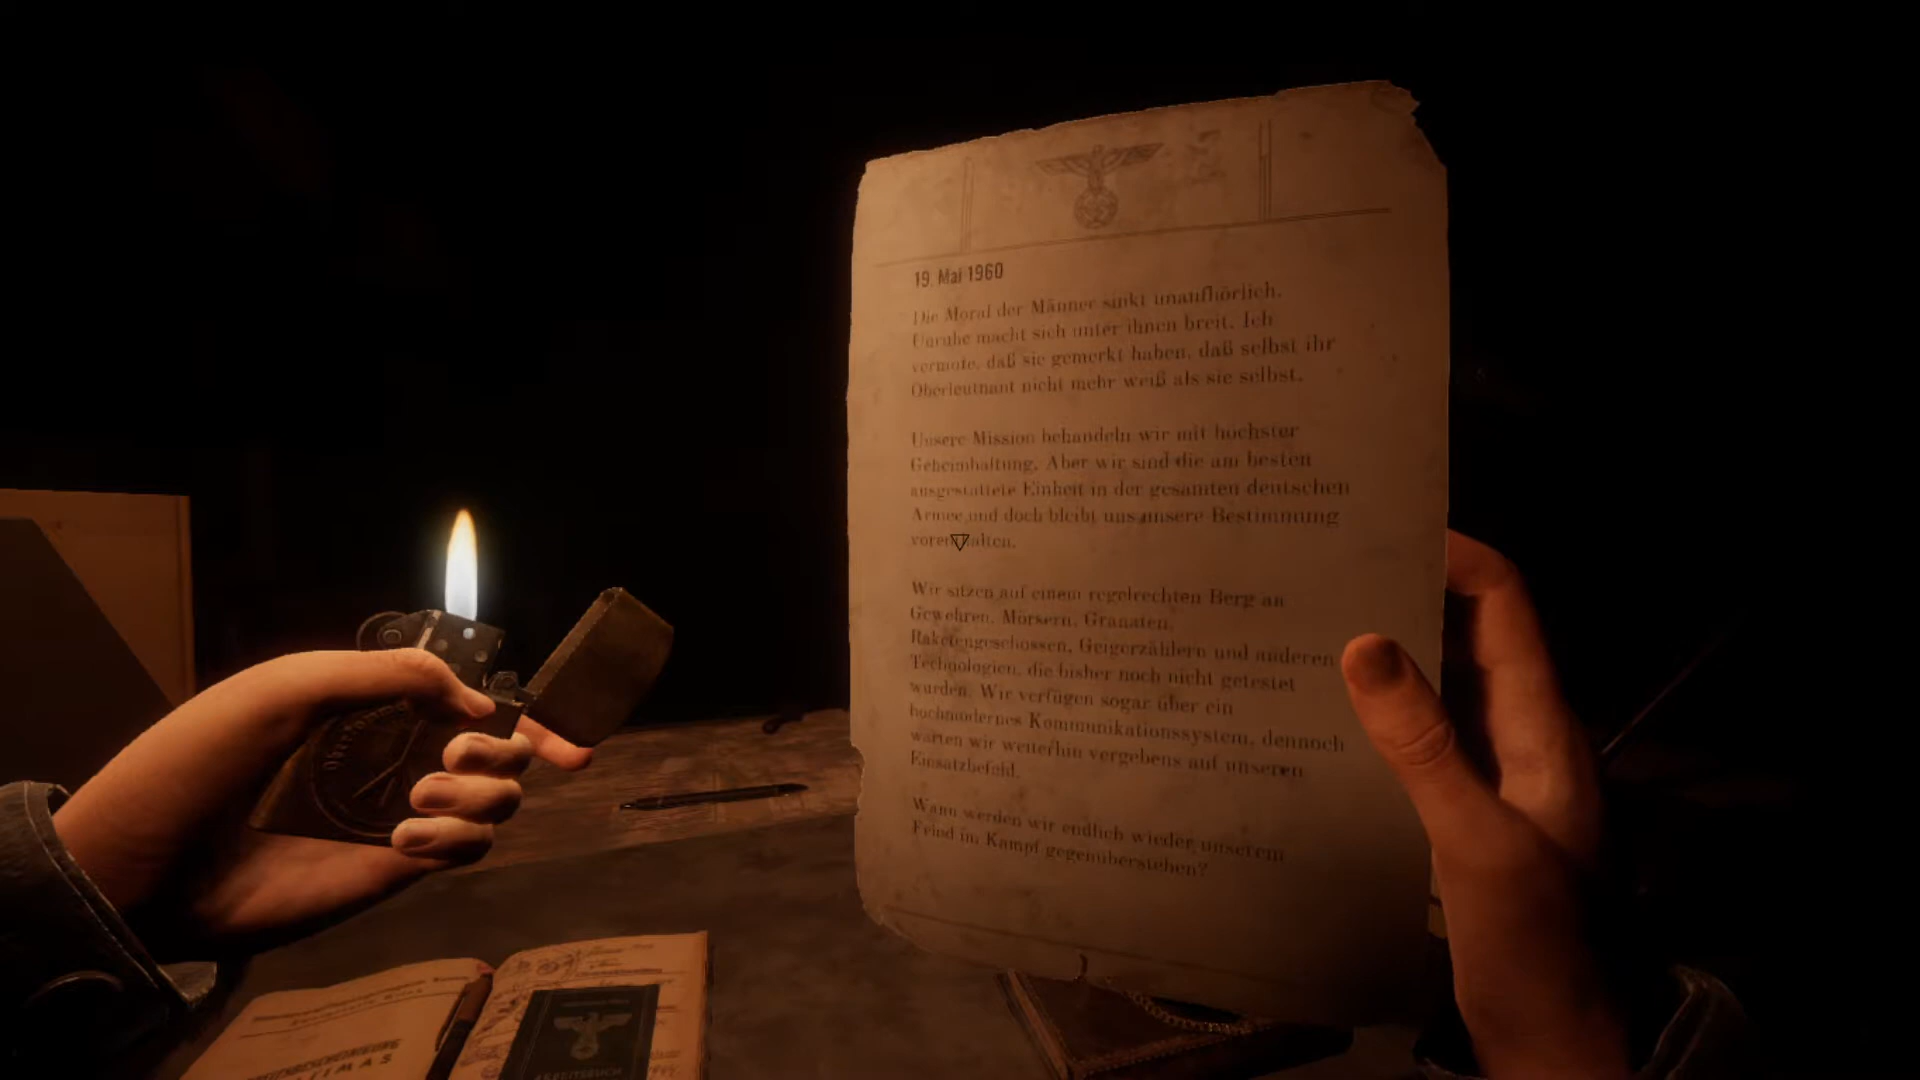 19. Mai 1960
Die Moral der Männer sinkt unaufhörlich.
Unruhe macht sich unter ihnen breit. Ich
vermute, daß sie gemerkt haben, daß selbst ihr
Oberleutnant nicht mehr weiß als sie selbst.
Unsere Mission behandeln wir mit höchster
Geheimhaltung. Aber wir sind die am besten
ausgestattete Einheit in der gesamten deutschen
Armee und doch bleibt uns unsere Bestimmung
vorenthalten.
Wir sitzen auf einem regelrechten Berg an
Gewehren, Mörsern, Granaten,
Raketengeschossen, Geigerzählern und anderen
Technologien, die bisher noch nicht getestet
wurden. Wir verfügen sogar über ein
hochmodernes Kommunikationssystem, dennoch
warten wir weiterhin vergebens auf unseren
Einsatzbefehl.
Wann werden wir endlich wieder unserem
Feind im Kampf gegenüberstehen?
ARBEITSBUCH